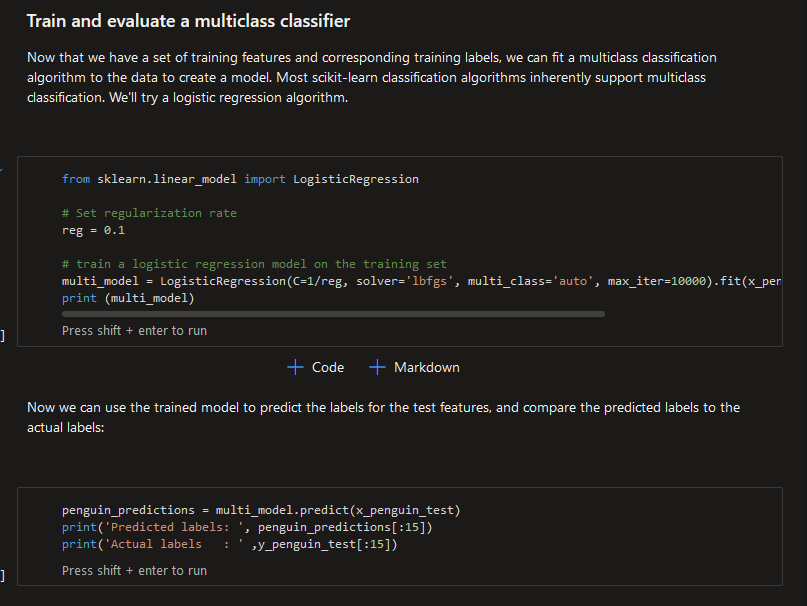 Train and evaluate a multiclass classifier
Now that we have a set of training features and corresponding training labels, we can fit a multiclass classification
algorithm to the data to create a model. Most scikit-learn classification algorithms inherently support multiclass
classification. We'll try a logistic regression algorithm.
from sklearn.linear_model import LogisticRegression
# Set regularization rate
reg = 0.1
# train a logistic regression model on the training set
multi_model = LogisticRegression(C=1/reg, solver='lbfgs', multi_class='auto', max_iter=10000).fit(x_pen
print (multi_model)
Press shift + enter to run
]
+ Code + Markdown
Now we can use the trained model to predict the labels for the test features, and compare the predicted labels to the
actual labels:
penguin_predictions = multi_model.predict(x_penguin_test)
print('Predicted labels: ', penguin_predictions[:15])
print('Actual labels   : ' ,y_penguin_test[:15])
Press shift + enter to run
]